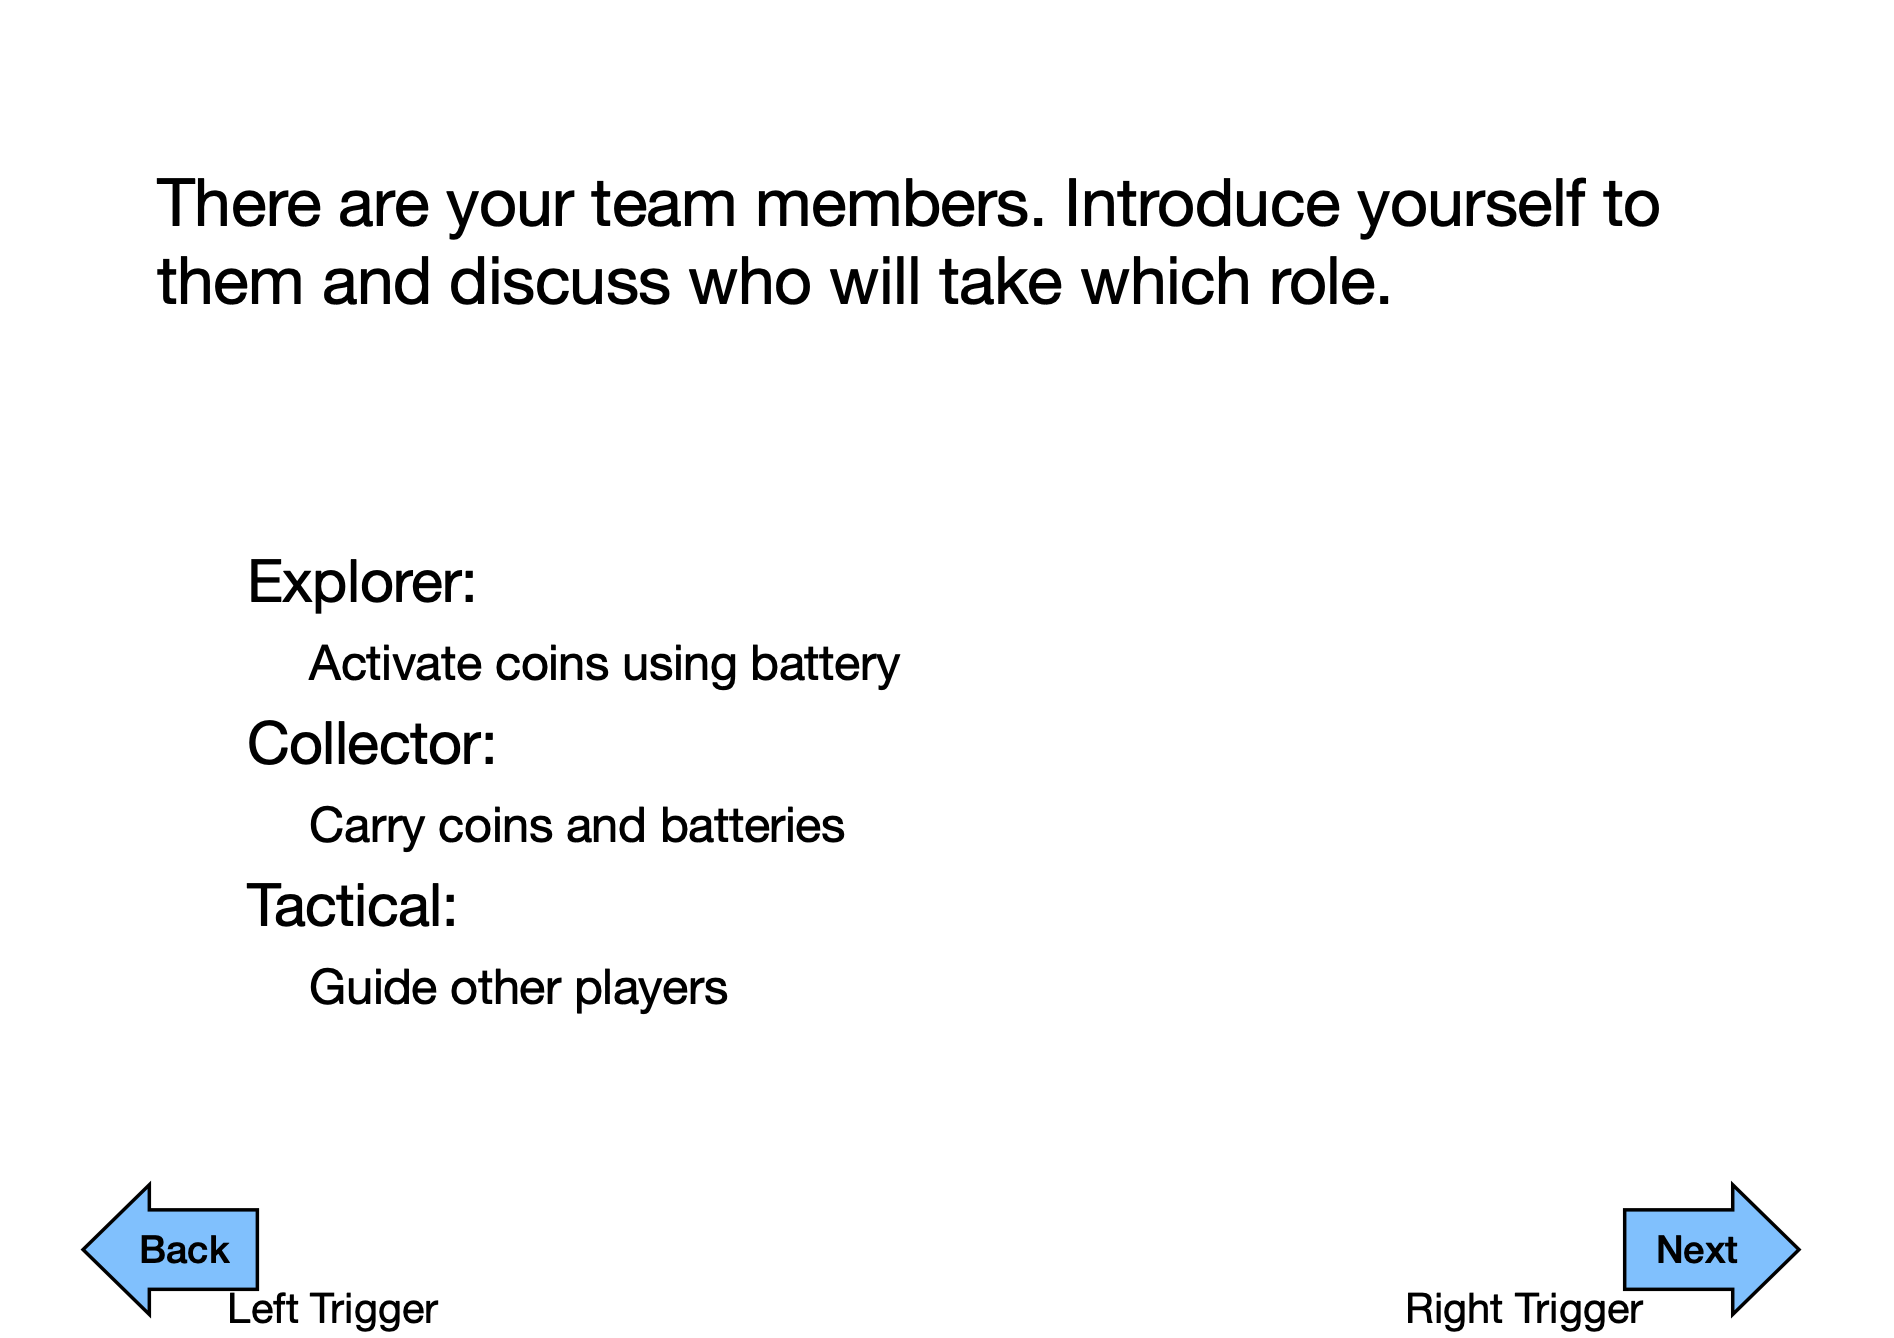 There are your team members. Introduce yourself to
them and discuss who will take which role.
Explorer:
Activate coins using battery
Collector:
Carry coins and batteries
Tactical:
Guide other players
Back
Next
Left Trigger
Right Trigger